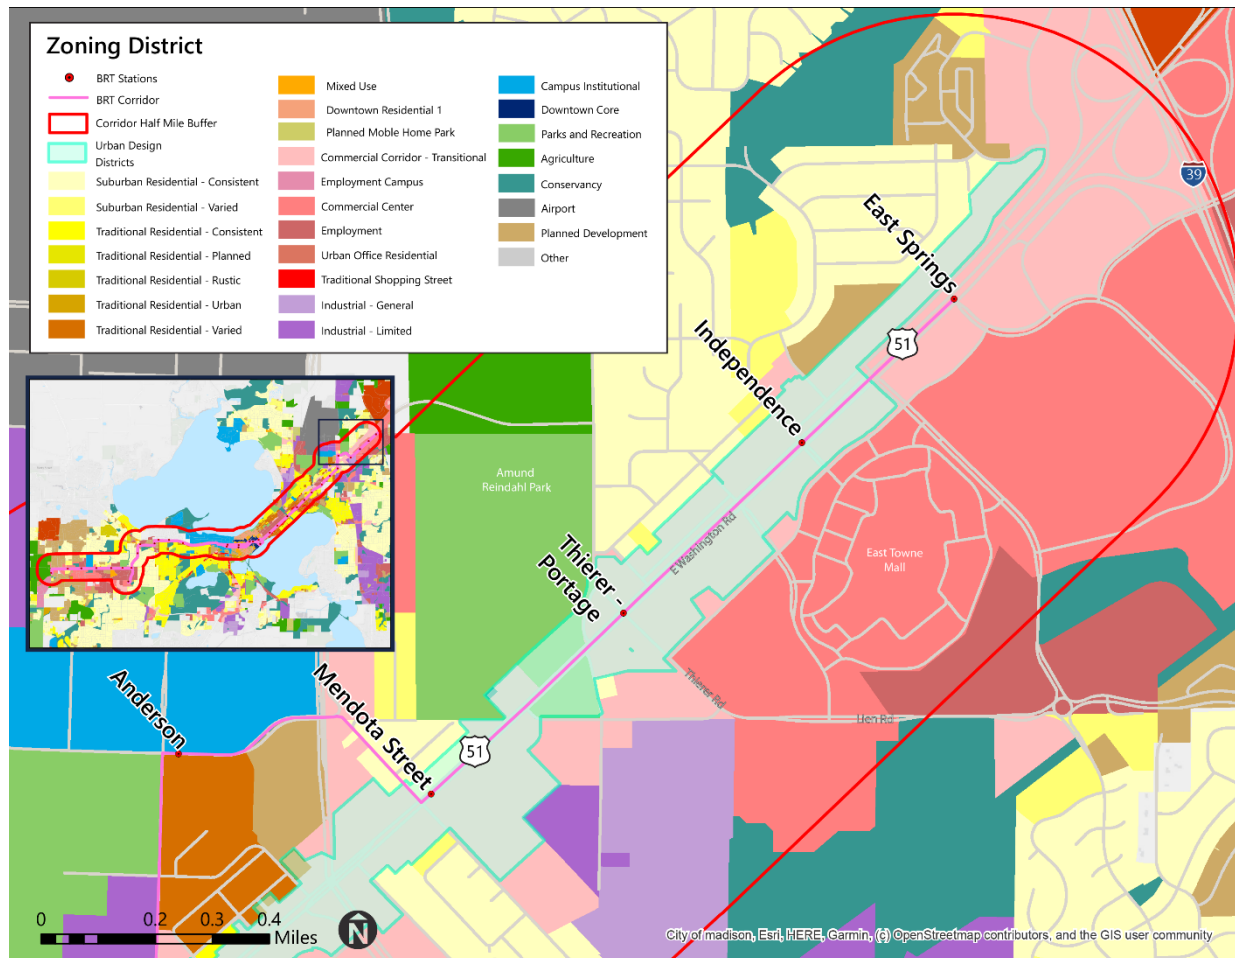 Zoning District
BRT Stations
BRT Corridor
Corridor Half Mile Buffer
Urban Design
Districts
Suburban Residential - Consistent
Suburban Residential - Varied
Traditional Residential - Consistent
Traditional Residential - Planned
Traditional Residential - Rustic
Traditional Residential - Urban
Traditional Residential - Varied
Mixed Use
Downtown Residential 1
Planned Moble Home Park
Commercial Corridor - Transitional
Employment Campus
Commercial Center
Employment
Urban Office Residential
Traditional Shopping Street
Industrial - General
Industrial - Limited
Campus Institutional
Downtown Core
Parks and Recreation
Agriculture
Conservancy
Airport
Planned Development
Other
39
East Springs
51
Independence
Amund
Reindahl Park
E Washington Rd
East Towne
Mall
Thierer -
Portage
Thierer Rd
Lien Rd
Mendota Street
51
Anderson
0 0.2 0.3 0.4
Miles
N
City of madison, Esri, HERE, Garmin, (c) OpenStreetmap contributors, and the GIS user community